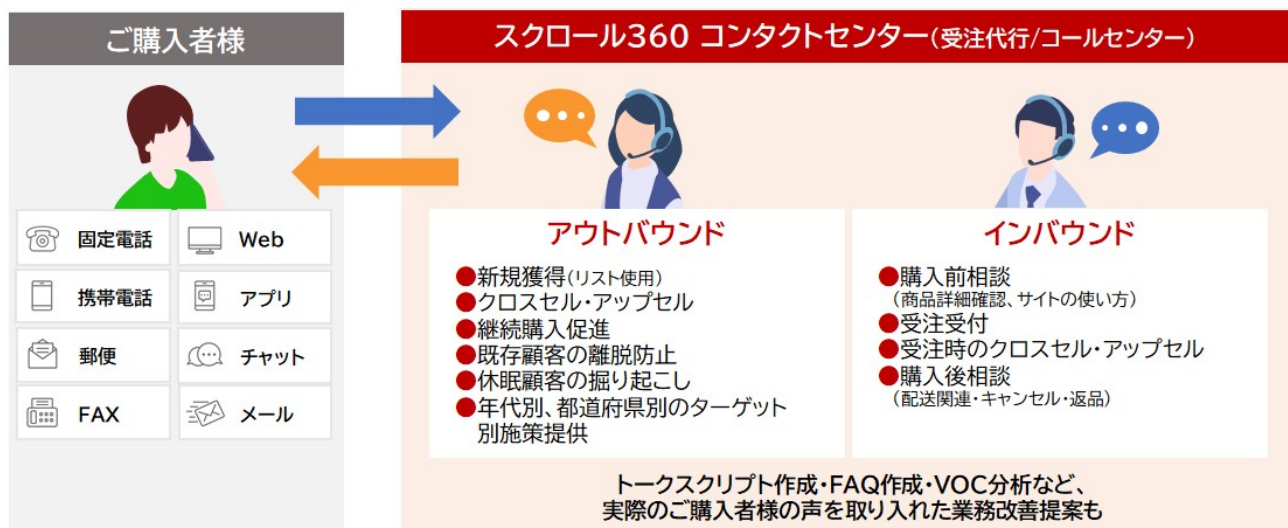 ご購入者様
固定電話
Web
携帯電話
アプリ
郵便
チャット
FAX
メール
スクロール360 コンタクトセンター(受注代行/コールセンター)
アウトバウンド
●新規獲得(リスト使用)
●クロスセル・アップセル
●継続購入促進
●既存顧客の離脱防止
●休眠顧客の掘り起こし
●年代別、都道府県別のターゲット
別施策提供
インバウンド
●購入前相談
(商品詳細確認、サイトの使い方)
●受注受付
●受注時のクロスセル・アップセル
●購入後相談
(配送関連・キャンセル・返品)
トークスクリプト作成・FAQ作成・VOC分析など、
実際のご購入者様の声を取り入れた業務改善提案も